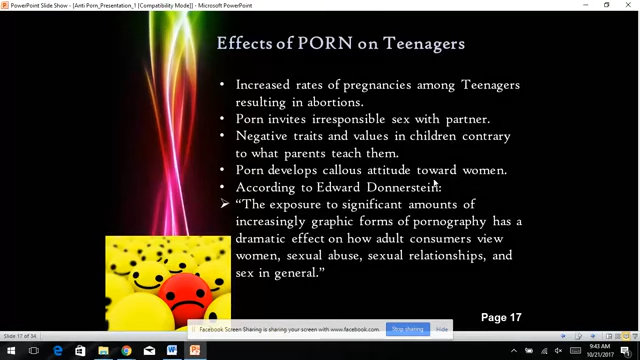 PowerPoint Slide Show - [Anti Porn_Presentation_1 [Compatibility Mode]] - Microsoft PowerPoint
Effects of PORN on Teenagers
• Increased rates of pregnancies among Teenagers
resulting in abortions.
• Porn invites irresponsible sex with partner.
• Negative traits and values in children contrary
to what parents teach them.
• Porn develops callous attitude toward women.
• According to Edward Donnerstein:
➢ “The exposure to significant amounts of
increasingly graphic forms of pornography has a
dramatic effect on how adult consumers view
women, sexual abuse, sexual relationships, and
sex in general.”
Page 17
Facebook Screen Sharing is sharing your screen with www.facebook.com.
Stop sharing
Hide
Slide 17 of 34
9:43 AM
10/21/2017